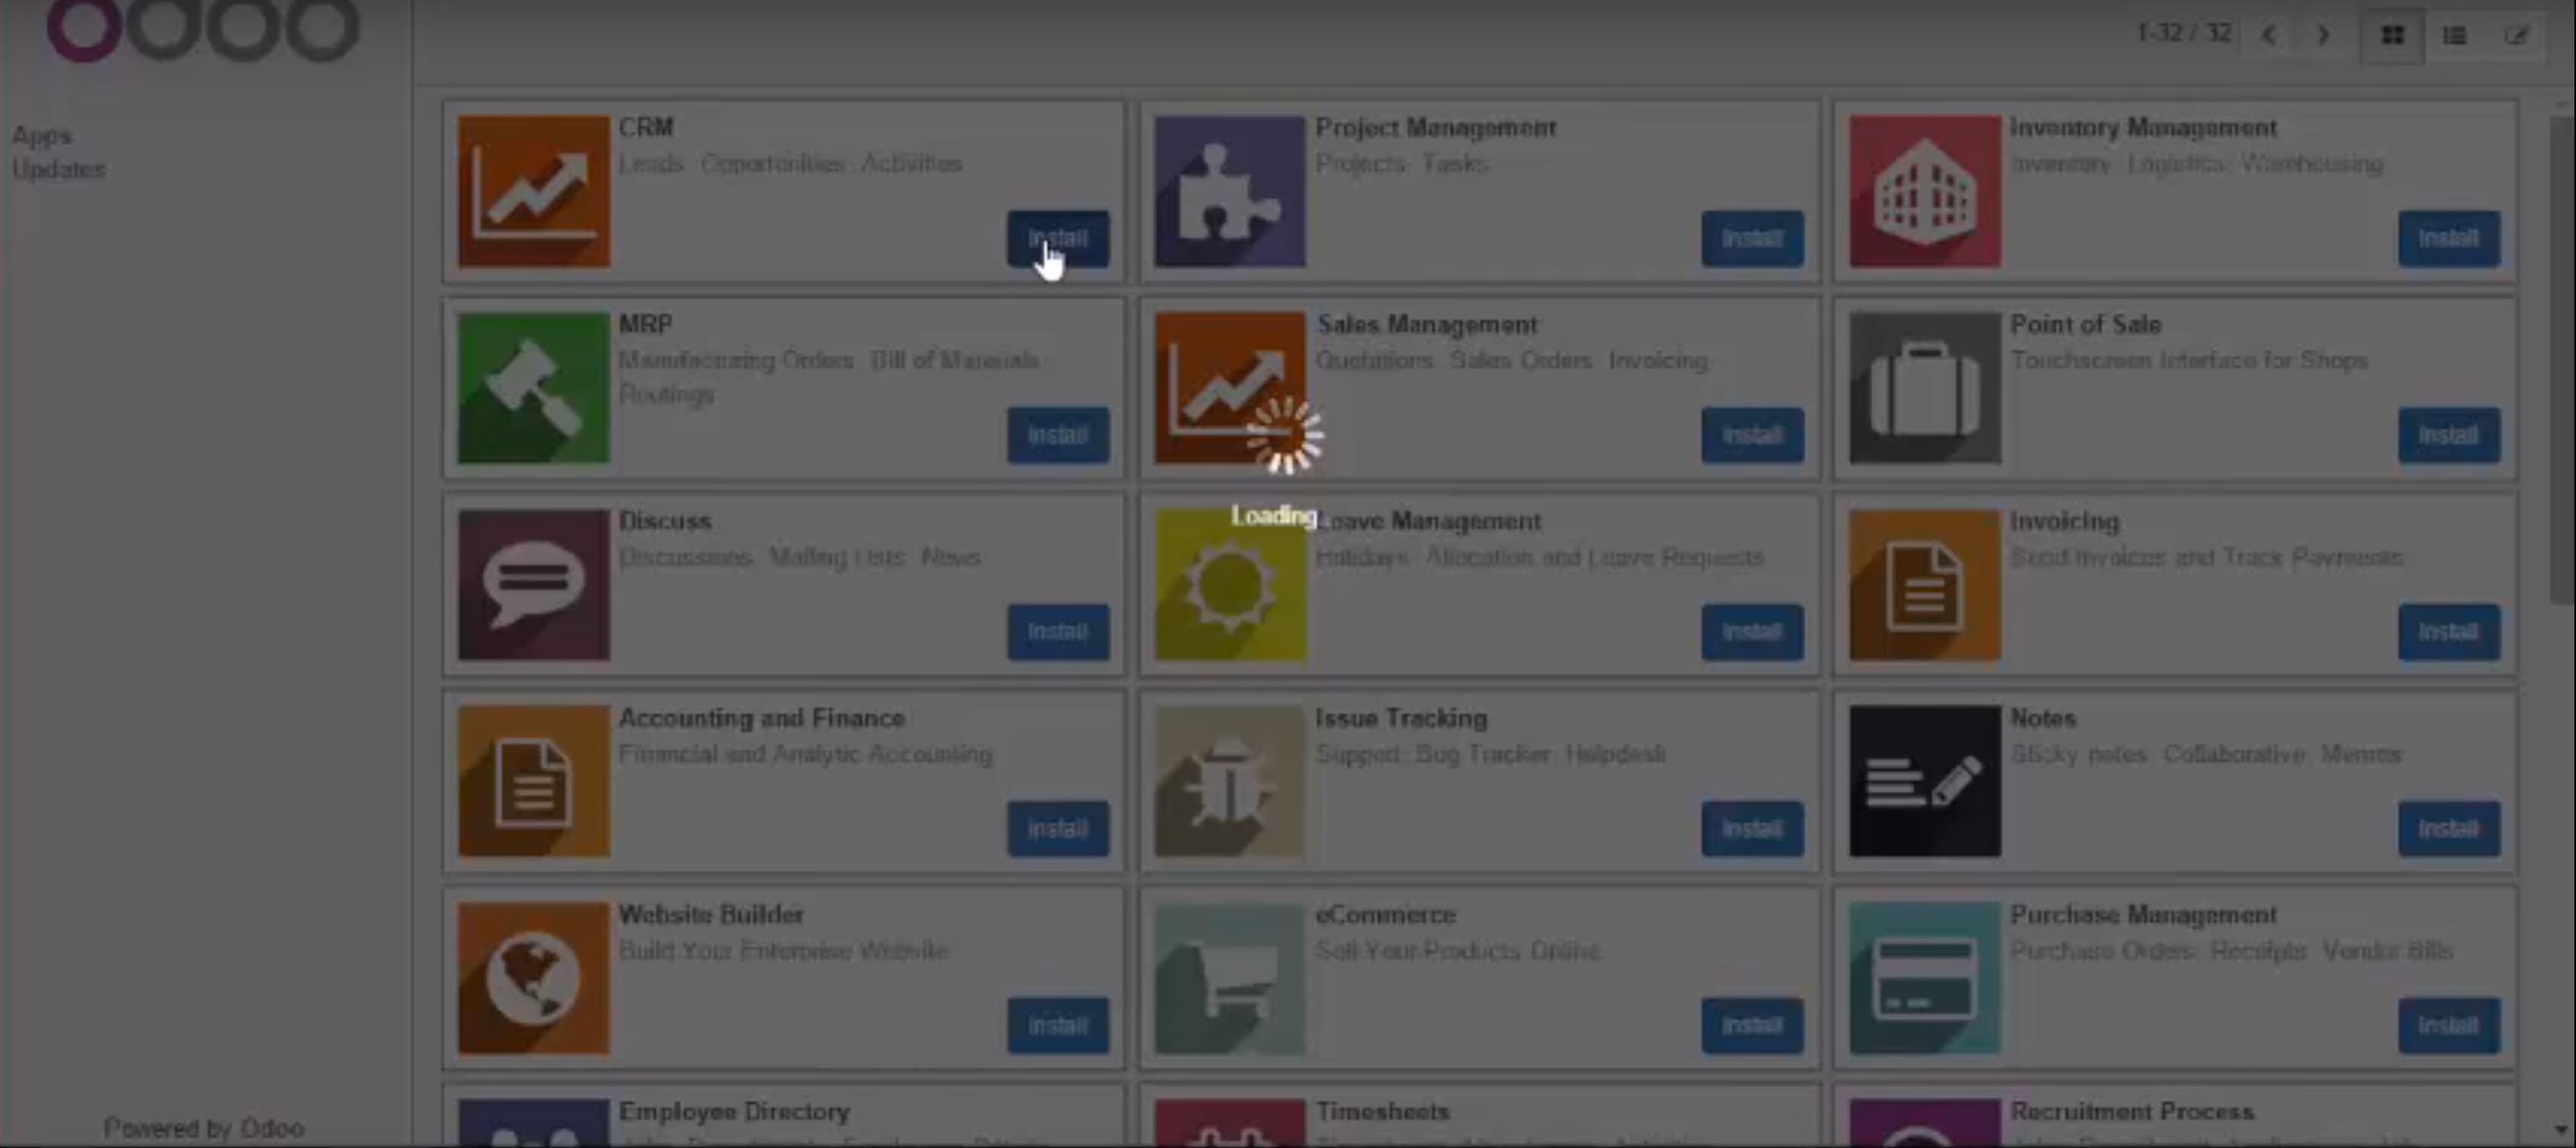 odoo
1-32 / 32
Apps
Updates
CRM
Leads, Opportunities, Activities
Install
Project Management
Projects, Tasks
Install
Inventory Management
Inventory, Logistics, Warehousing
Install
MRP
Manufacturing Orders, Bill of Materials,
Routings
Install
Sales Management
Quotations, Sales Orders, Invoicing
Install
Point of Sale
Touchscreen Interface for Shops
Install
Loading...
Discuss
Discussions, Mailing Lists, News
Install
Leave Management
Holidays, Allocation and Leave Requests
Install
Invoicing
Send Invoices and Track Payments
Install
Accounting and Finance
Financial and Analytic Accounting
Install
Issue Tracking
Support, Bug Tracker, Helpdesk
Install
Notes
Sticky notes, Collaborative, Memos
Install
Website Builder
Build Your Enterprise Website
Install
eCommerce
Sell Your Products Online
Install
Purchase Management
Purchase Orders, Receipts, Vendor Bills
Install
Employee Directory
Timesheets
Recruitment Process
Powered by Odoo